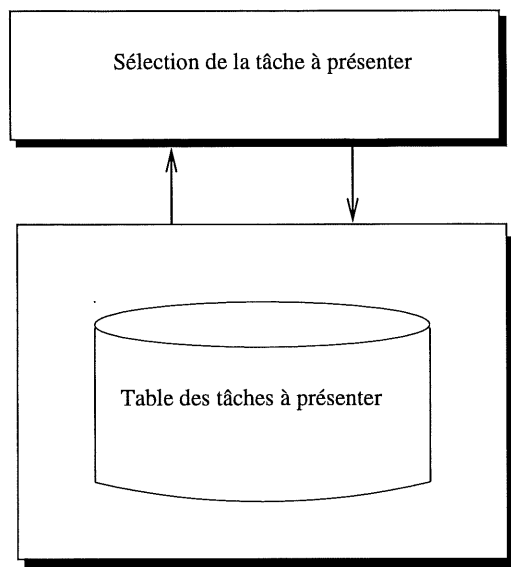 Sélection de la tâche à présenter
Table des tâches à présenter